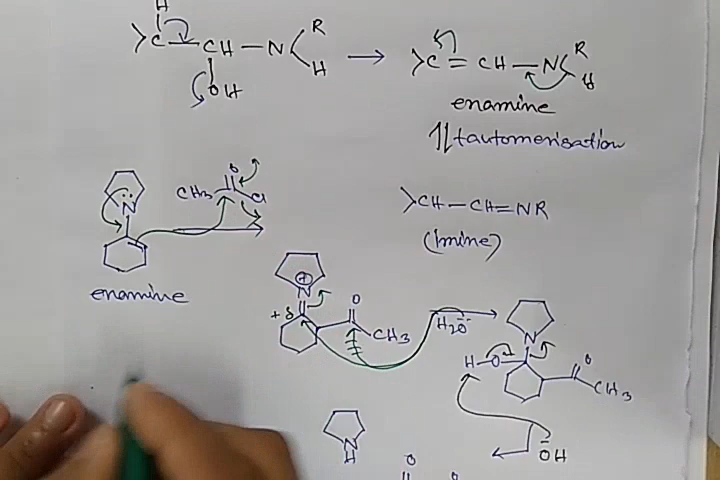 H
>C — CH — N R
H
OH
>C = CH — N R
H
enamine
⇅ tautomerisation
>CH — CH = NR
(Imine)
N
CH3 O Cl
enamine
N +
+ δ O CH3
H2O
N
H — O O CH3
OH
N
H
O O